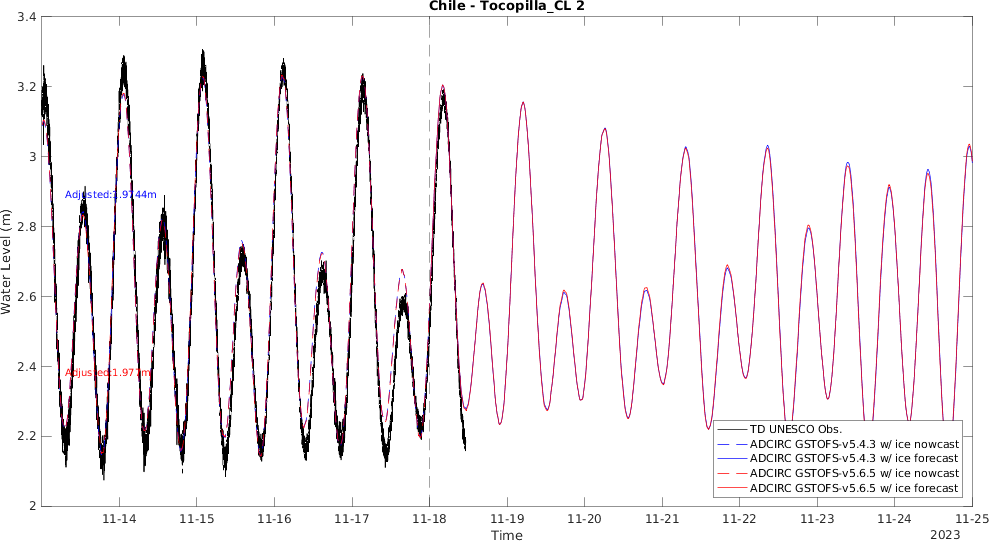 Chile - Tocopilla_CL 2
3.4
3.2
3
2.8
2.6
2.4
2.2
2
Water Level (m)
Adjusted:1.9744m
Adjusted:1.977m
TD UNESCO Obs.
ADCIRC GSTOFS-v5.4.3 w/ ice nowcast
ADCIRC GSTOFS-v5.4.3 w/ ice forecast
ADCIRC GSTOFS-v5.6.5 w/ ice nowcast
ADCIRC GSTOFS-v5.6.5 w/ ice forecast
11-14 11-15 11-16 11-17 11-18 11-19 11-20 11-21 11-22 11-23 11-24 11-25
Time
2023